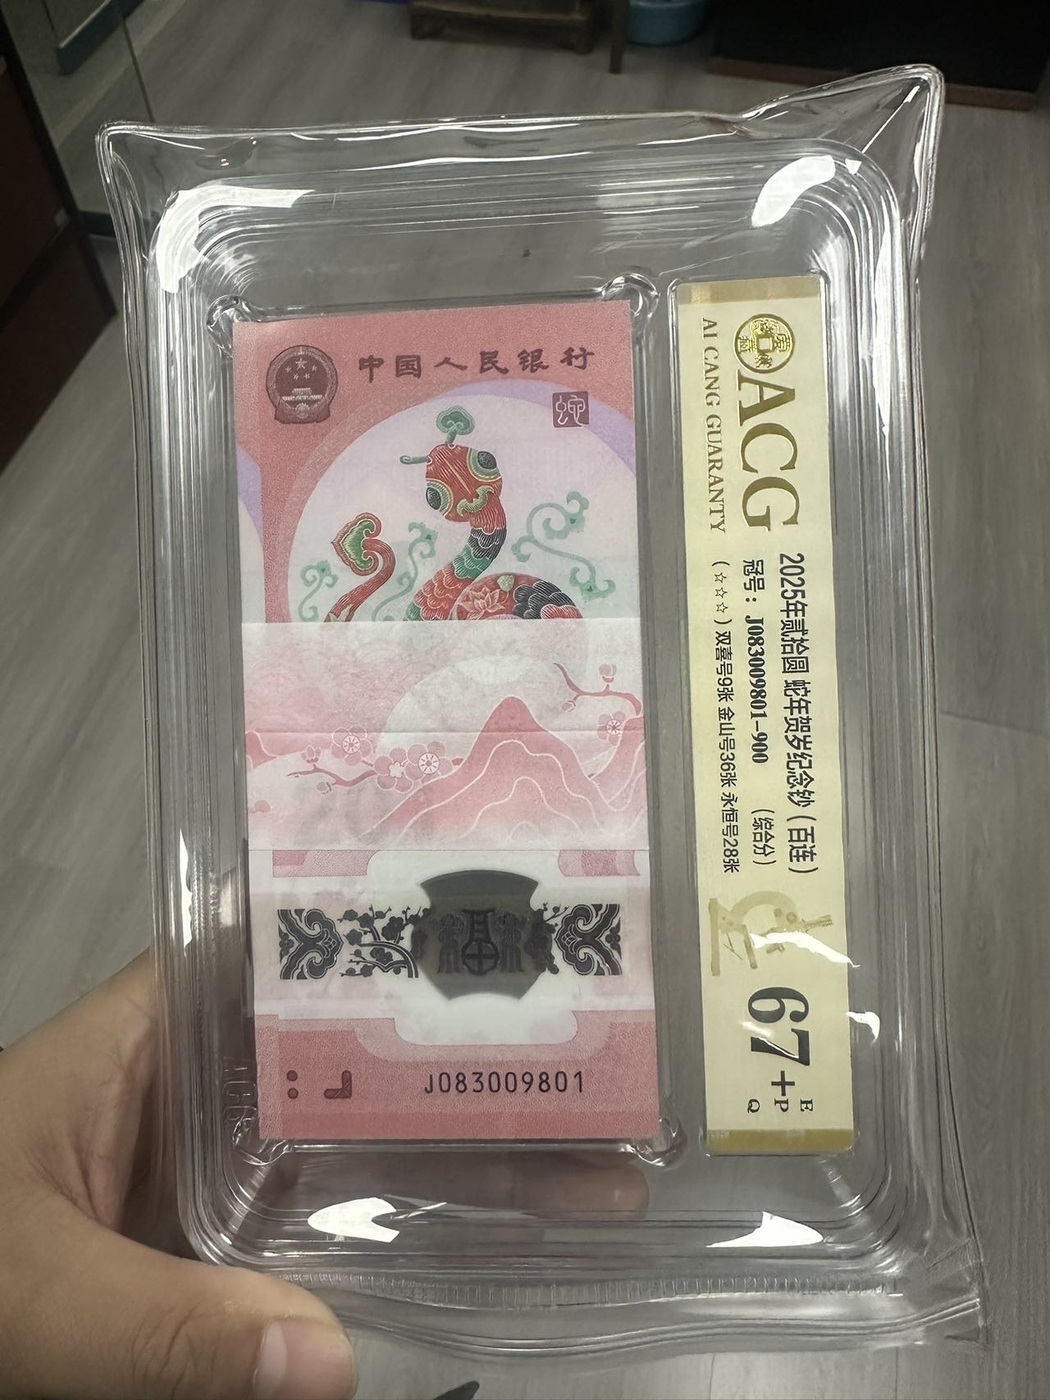 中国人民银行
蛇
J083009801
ACG
AI CANG GUARANTY
2025年贰拾圆 蛇年贺岁纪念钞（百连）
冠号：J083009801-900 （综合分）
（☆☆☆）双喜号9张 金山号36张 永恒号28张
67+ E
P
Q